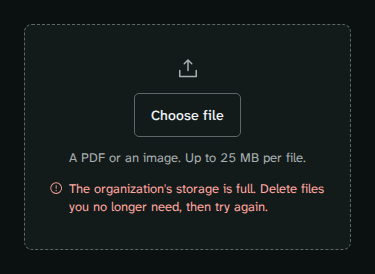 Choose file
A PDF or an image. Up to 25 MB per file.
The organization's storage is full. Delete files
you no longer need, then try again.